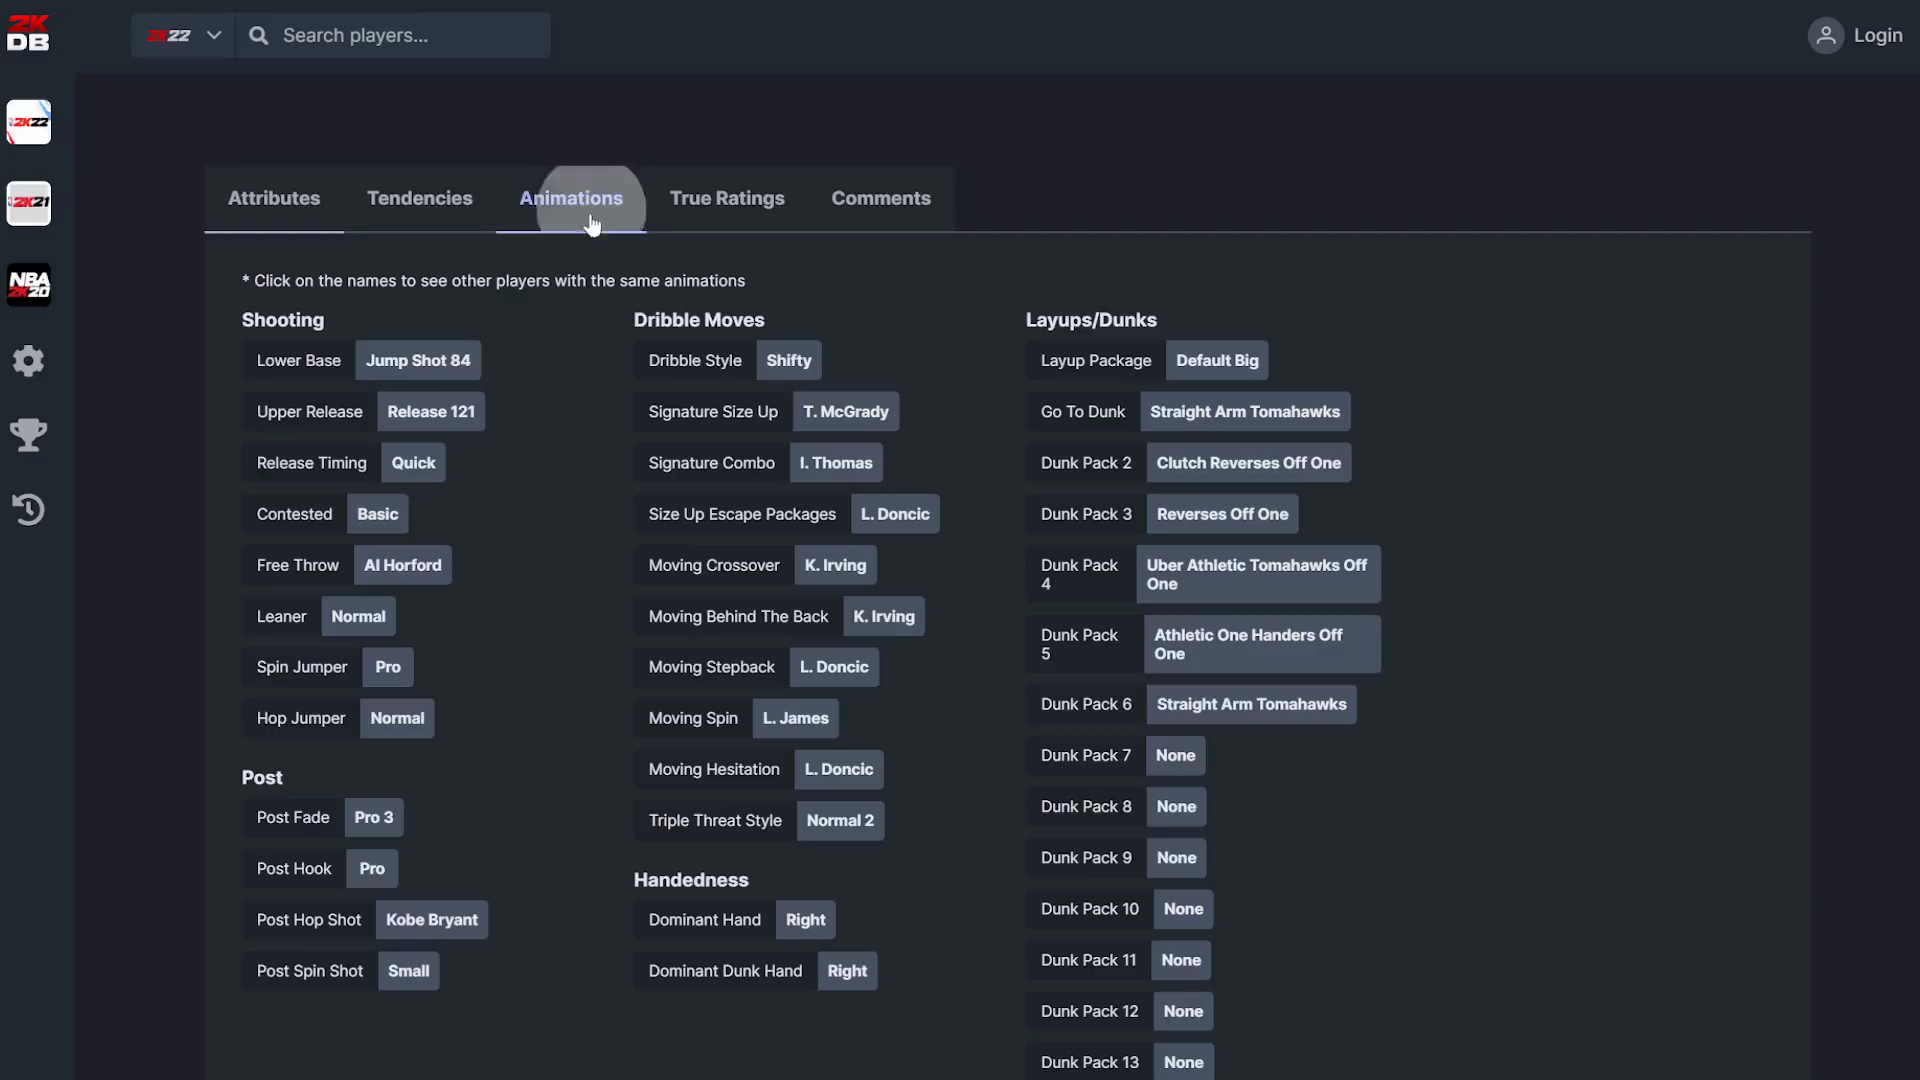 2K
DB
2K22
Search players...
Login
2K22
2K21
NBA
2K20
Attributes
Tendencies
Animations
True Ratings
Comments
* Click on the names to see other players with the same animations
Shooting
Lower Base Jump Shot 84
Upper Release Release 121
Release Timing Quick
Contested Basic
Free Throw Al Horford
Leaner Normal
Spin Jumper Pro
Hop Jumper Normal
Post
Post Fade Pro 3
Post Hook Pro
Post Hop Shot Kobe Bryant
Post Spin Shot Small
Dribble Moves
Dribble Style Shifty
Signature Size Up T. McGrady
Signature Combo I. Thomas
Size Up Escape Packages L. Doncic
Moving Crossover K. Irving
Moving Behind The Back K. Irving
Moving Stepback L. Doncic
Moving Spin L. James
Moving Hesitation L. Doncic
Triple Threat Style Normal 2
Handedness
Dominant Hand Right
Dominant Dunk Hand Right
Layups/Dunks
Layup Package Default Big
Go To Dunk Straight Arm Tomahawks
Dunk Pack 2 Clutch Reverses Off One
Dunk Pack 3 Reverses Off One
Dunk Pack
4
Uber Athletic Tomahawks Off
One
Dunk Pack
5
Athletic One Handers Off
One
Dunk Pack 6 Straight Arm Tomahawks
Dunk Pack 7 None
Dunk Pack 8 None
Dunk Pack 9 None
Dunk Pack 10 None
Dunk Pack 11 None
Dunk Pack 12 None
Dunk Pack 13 None